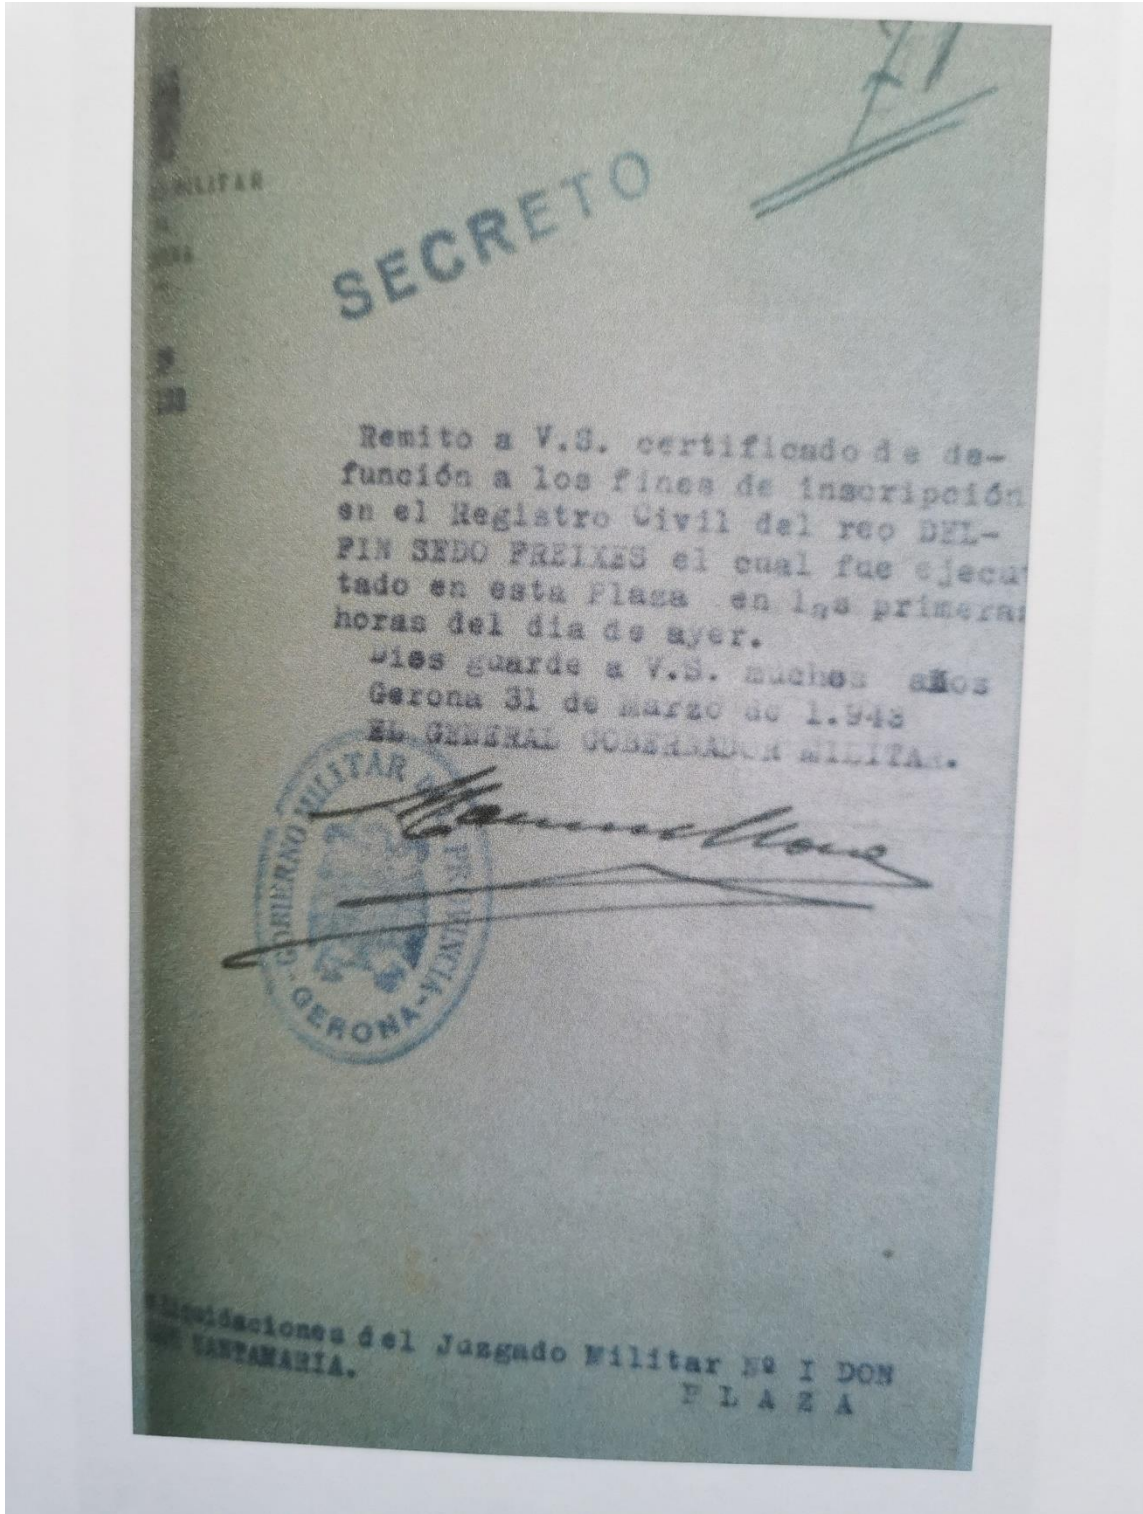 MILITAR
SECRETO
Remito a V.S. certificado de de-
función a los fines de inscripción
en el Registro Civil del reo DEL-
FIN SEDO FREIXES el cual fue ejecu
tado en esta Plaza en las primeras
horas del dia de ayer.
Dios guarde a V.S. muchos años
Gerona 31 de Marzo de 1.943
EL GENERAL GOBERNADOR MILITAR.
GOBIERNO MILITAR PROVINCIA
GERONA
Liquidaciones del Juzgado Militar Nº I DON
SANTAMARIA.
PLAZA